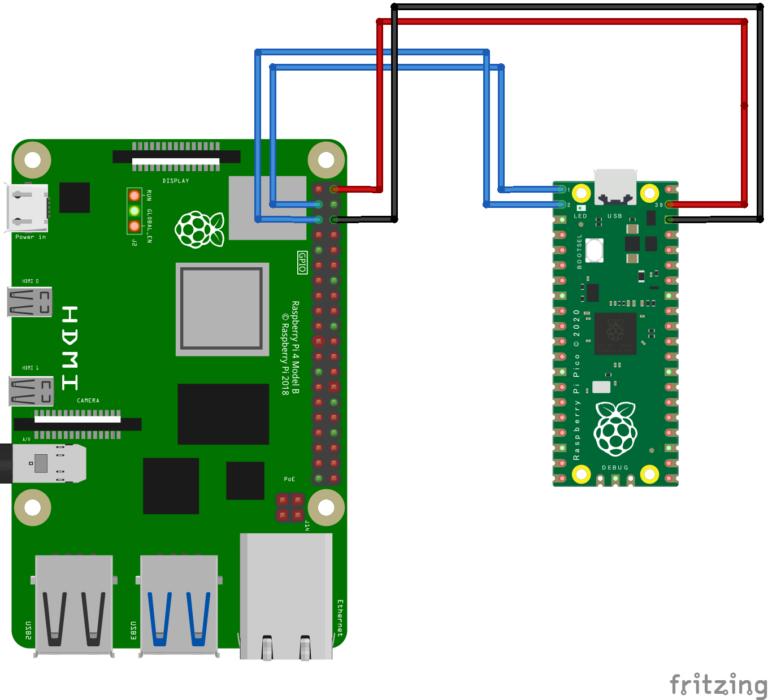 DISPLAY
RUN
GLOBAL_EN
J2
Power in
HDMI 0
HDMI 1
HDMI
CAMERA
A/V
GPIO
Raspberry Pi 4 Model B
© Raspberry Pi 2018
PoE
J14
USB2
USB3
Ethernet
1
2
LED
USB
39
BOOTSEL
Raspberry Pi Pico © 2020
DEBUG
fritzing